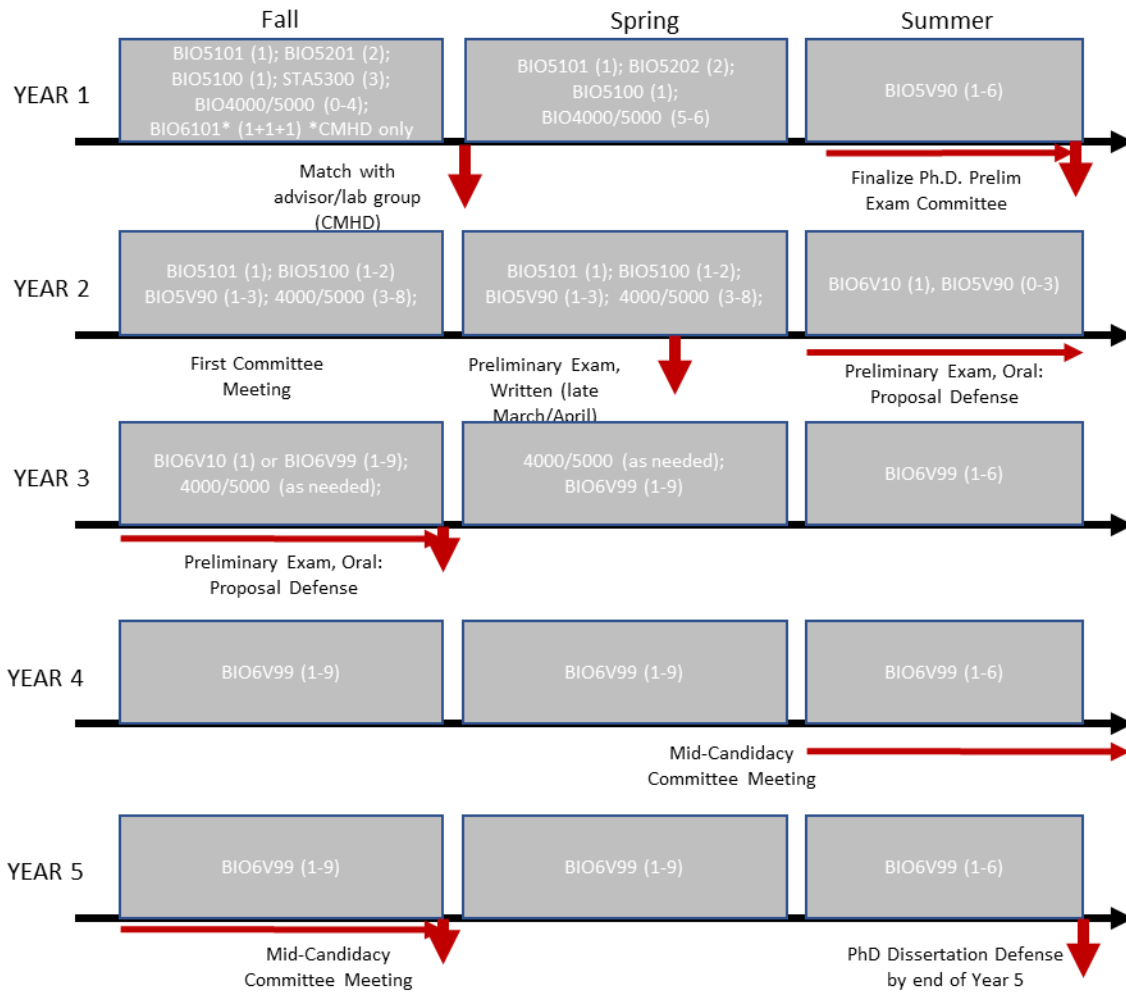 Fall
Spring
Summer
YEAR 1
BIO5101 (1); BIO5201 (2);
BIO5100 (1); STA5300 (3);
BIO4000/5000 (0-4);
BIO6101* (1+1+1) *CMHD only
BIO5101 (1); BIO5202 (2);
BIO5100 (1);
BIO4000/5000 (5-6)
BIO5V90 (1-6)
Match with
advisor/lab group
(CMHD)
Finalize Ph.D. Prelim
Exam Committee
YEAR 2
BIO5101 (1); BIO5100 (1-2)
BIO5V90 (1-3); 4000/5000 (3-8);
BIO5101 (1); BIO5100 (1-2);
BIO5V90 (1-3); 4000/5000 (3-8);
BIO6V10 (1), BIO5V90 (0-3)
First Committee
Meeting
Preliminary Exam,
Written (late
March/April)
Preliminary Exam, Oral:
Proposal Defense
YEAR 3
BIO6V10 (1) or BIO6V99 (1-9);
4000/5000 (as needed);
4000/5000 (as needed);
BIO6V99 (1-9)
BIO6V99 (1-6)
Preliminary Exam, Oral:
Proposal Defense
YEAR 4
BIO6V99 (1-9)
BIO6V99 (1-9)
BIO6V99 (1-6)
Mid-Candidacy
Committee Meeting
YEAR 5
BIO6V99 (1-9)
BIO6V99 (1-9)
BIO6V99 (1-6)
Mid-Candidacy
Committee Meeting
PhD Dissertation Defense
by end of Year 5